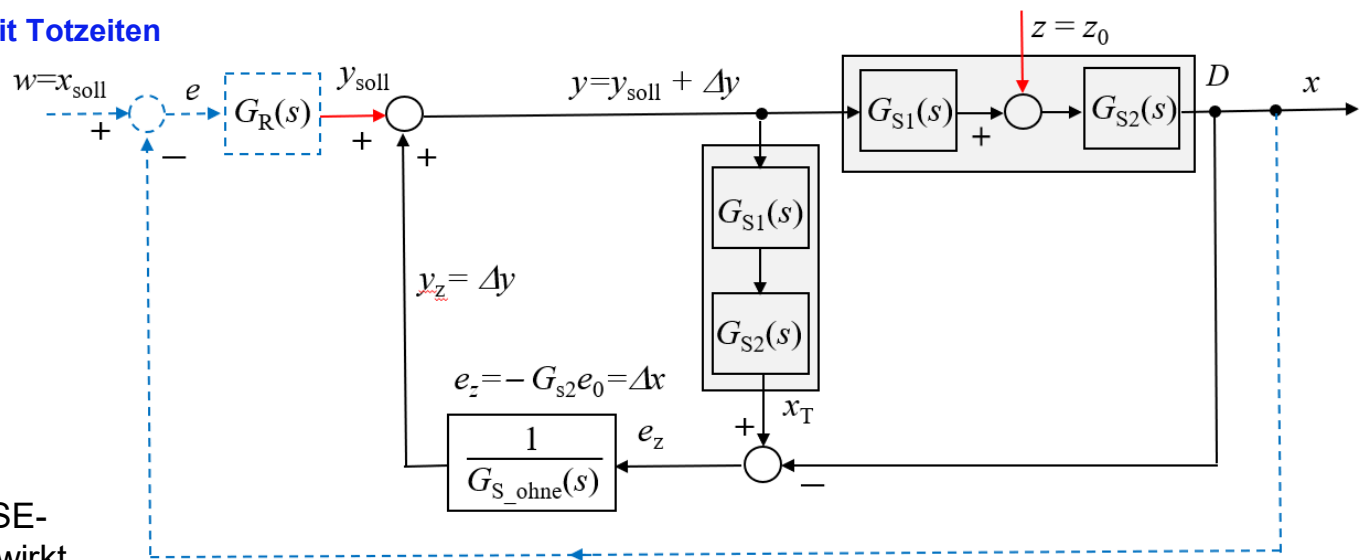 it Totzeiten
z = z₀
w=xsoll
e
ysoll
y=ysoll + Δy
D
x
GR(s)
GS1(s)
GS2(s)
+
−
+
+
+
GS1(s)
yz= Δy
GS2(s)
ez=− Gs2e0=Δx
xT
+
ez
1
GS_ohne(s)
−
SE-
wirkt